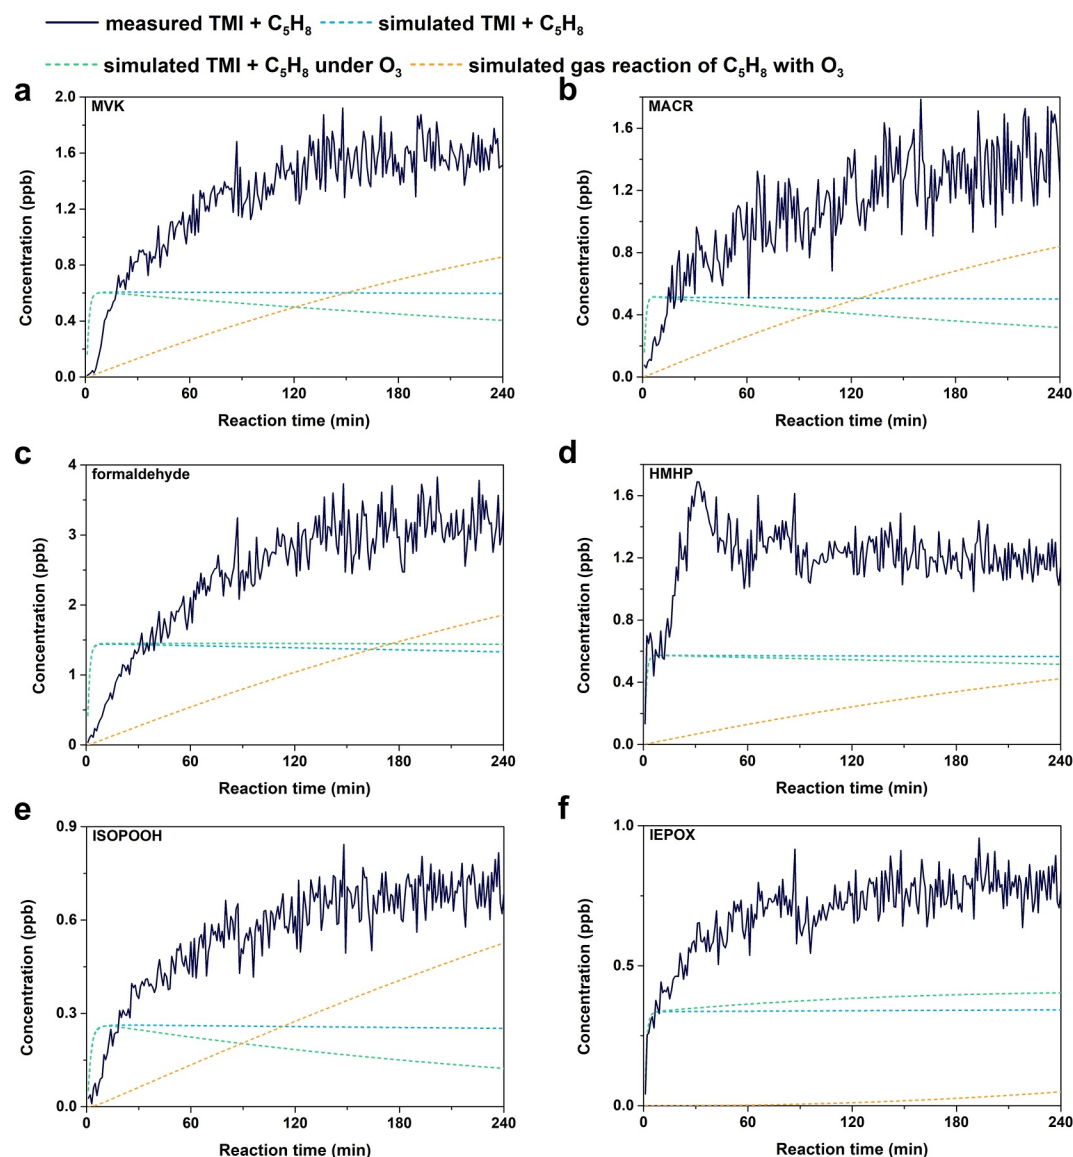 measured TMI + C₅H₈ simulated TMI + C₅H₈
simulated TMI + C₅H₈ under O₃ simulated gas reaction of C₅H₈ with O₃
a
MVK
2.0
1.6
1.2
0.8
0.4
0.0
Concentration (ppb)
0 60 120 180 240
Reaction time (min)
b
MACR
1.6
1.2
0.8
0.4
0.0
Concentration (ppb)
0 60 120 180 240
Reaction time (min)
c
formaldehyde
4
3
2
1
0
Concentration (ppb)
0 60 120 180 240
Reaction time (min)
d
HMHP
1.6
1.2
0.8
0.4
0.0
Concentration (ppb)
0 60 120 180 240
Reaction time (min)
e
ISOPOOH
0.9
0.6
0.3
0.0
Concentration (ppb)
0 60 120 180 240
Reaction time (min)
f
IEPOX
1.0
0.5
0.0
Concentration (ppb)
0 60 120 180 240
Reaction time (min)